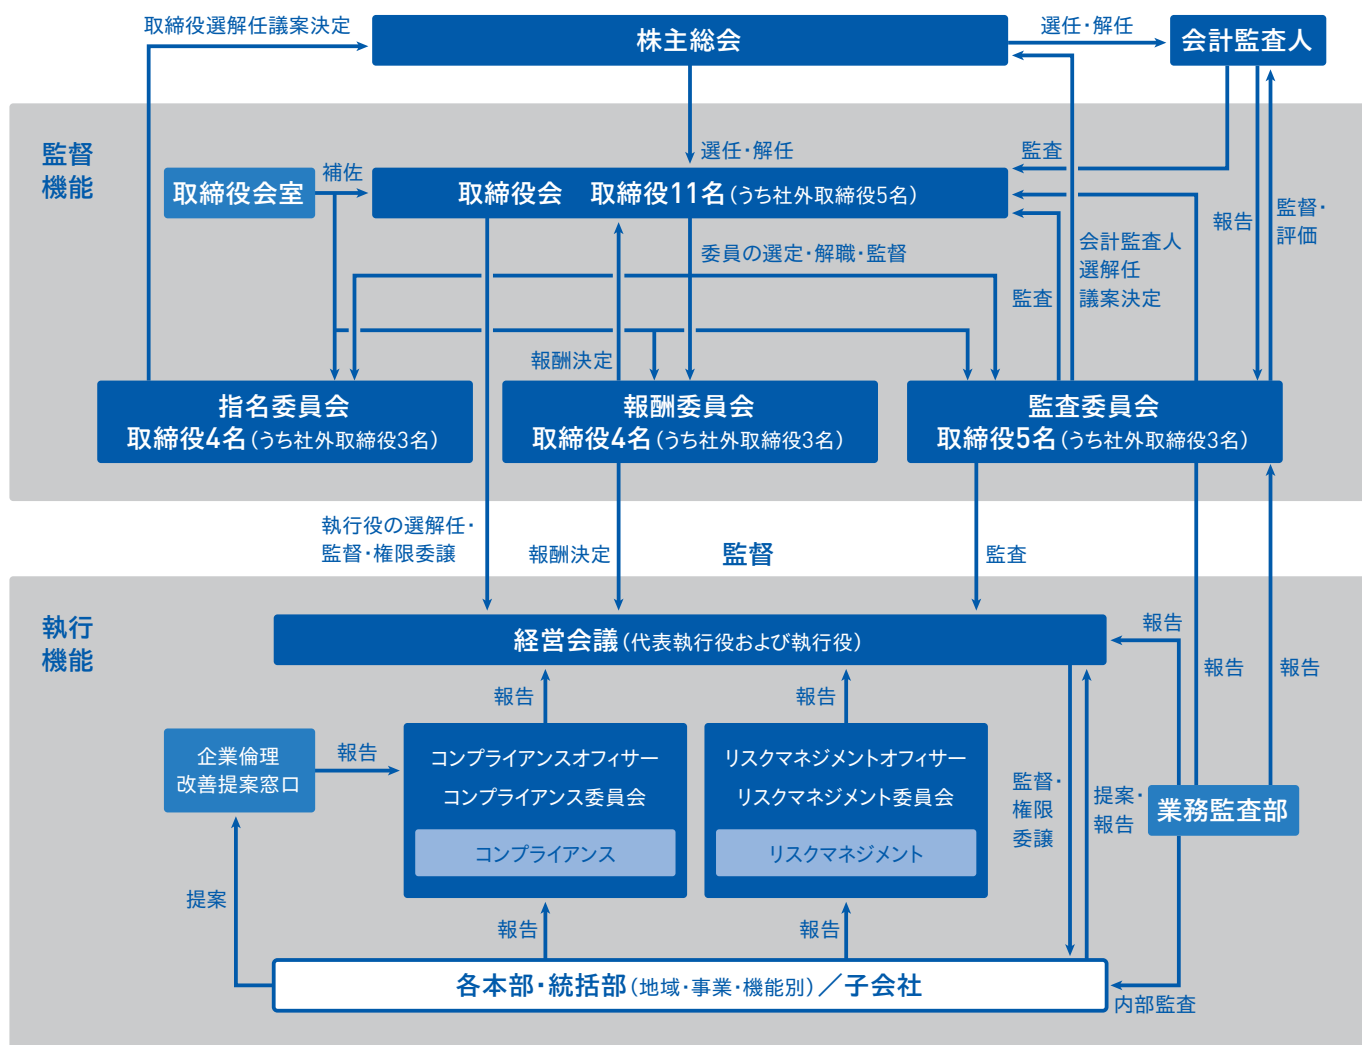 取締役選解任議案決定
株主総会
選任・解任
会計監査人
監督
機能
選任・解任
監査
取締役会室
補佐
取締役会　取締役11名(うち社外取締役5名)
報告
監督・
評価
委員の選定・解職・監督
監査
会計監査人
選解任
議案決定
報酬決定
指名委員会
取締役4名(うち社外取締役3名)
報酬委員会
取締役4名(うち社外取締役3名)
監査委員会
取締役5名(うち社外取締役3名)
執行役の選解任・
監督・権限委譲
報酬決定
監督
監査
執行
機能
経営会議(代表執行役および執行役)
報告
報告
報告
報告
報告
企業倫理
改善提案窓口
報告
コンプライアンスオフィサー
コンプライアンス委員会
コンプライアンス
リスクマネジメントオフィサー
リスクマネジメント委員会
リスクマネジメント
監督・
権限
委譲
提案・
報告
業務監査部
提案
報告
報告
各本部・統括部(地域・事業・機能別)／子会社
内部監査